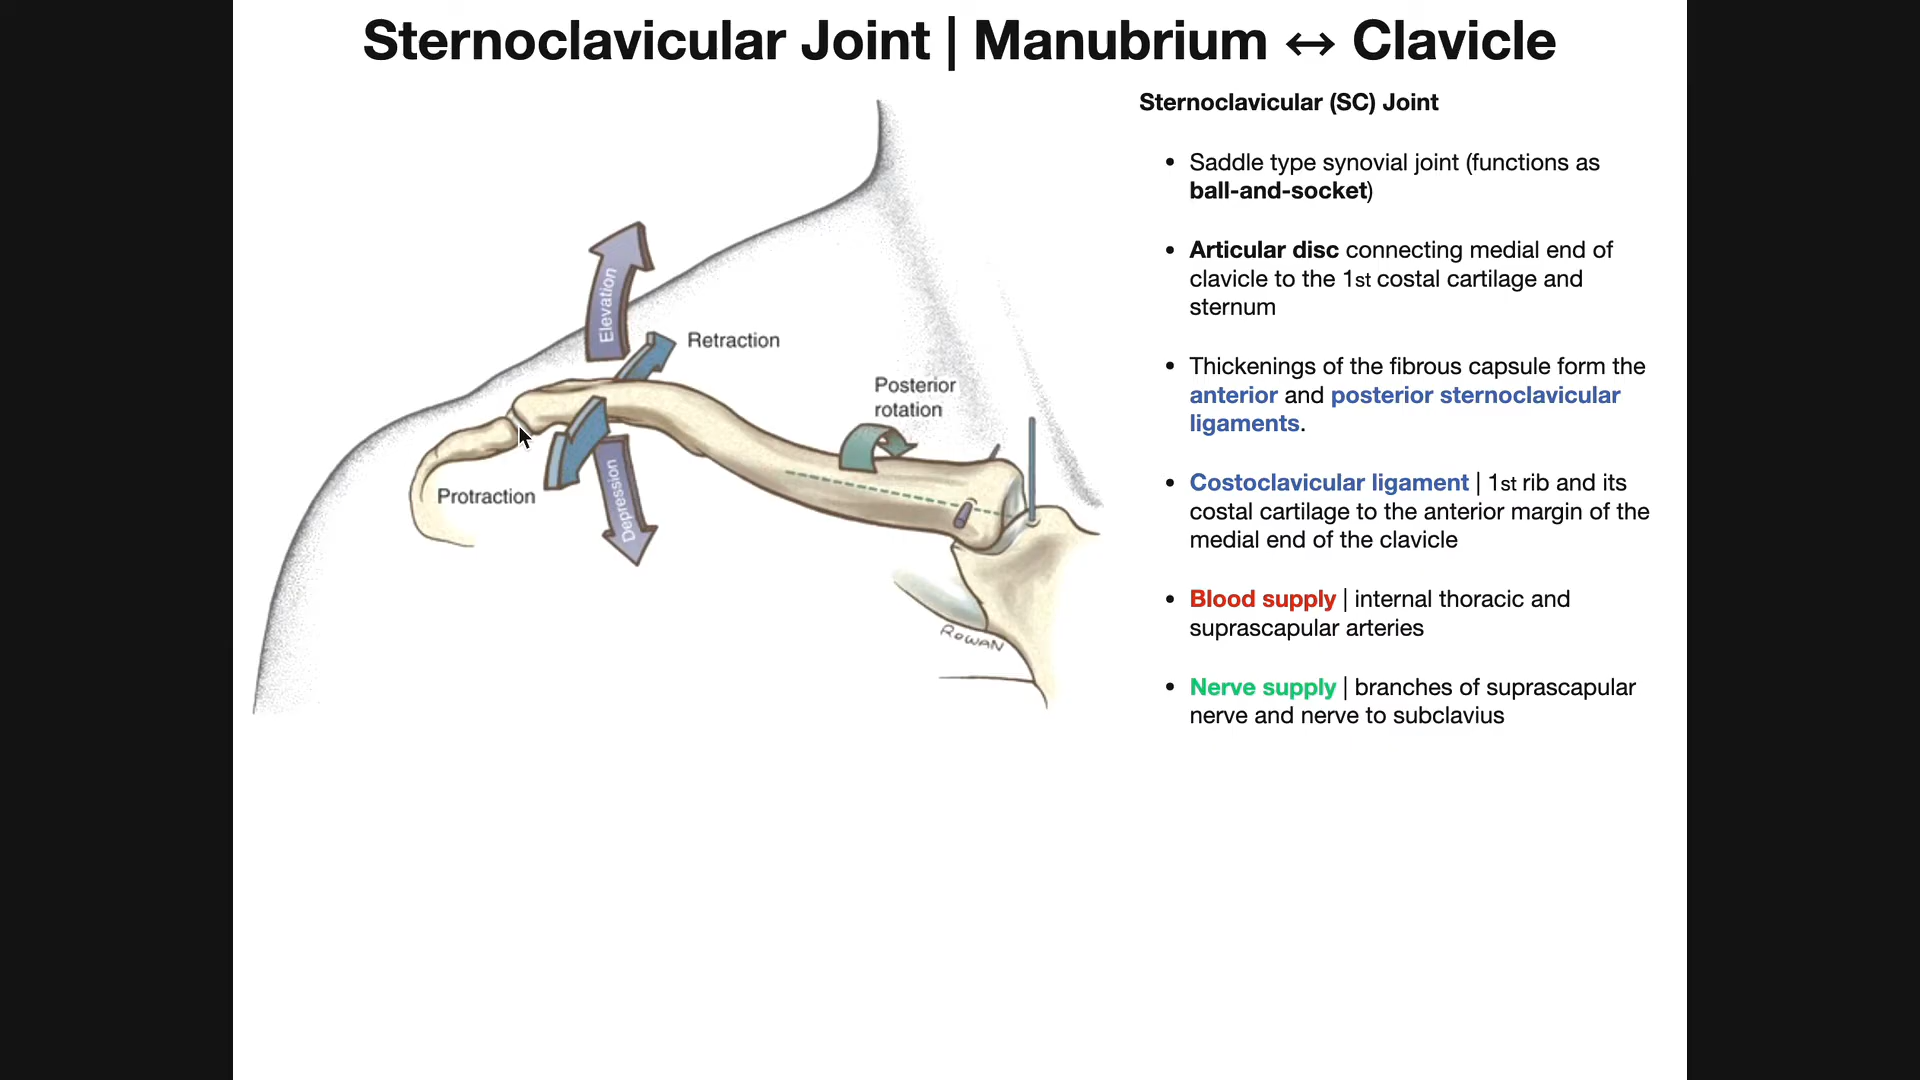 Sternoclavicular Joint | Manubrium ↔ Clavicle
Sternoclavicular (SC) Joint
• Saddle type synovial joint (functions as
ball-and-socket)
• Articular disc connecting medial end of
clavicle to the 1st costal cartilage and
sternum
• Thickenings of the fibrous capsule form the
anterior and posterior sternoclavicular
ligaments.
• Costoclavicular ligament | 1st rib and its
costal cartilage to the anterior margin of the
medial end of the clavicle
• Blood supply | internal thoracic and
suprascapular arteries
• Nerve supply | branches of suprascapular
nerve and nerve to subclavius
Elevation
Retraction
Posterior
rotation
Protraction
Depression
ROWAN